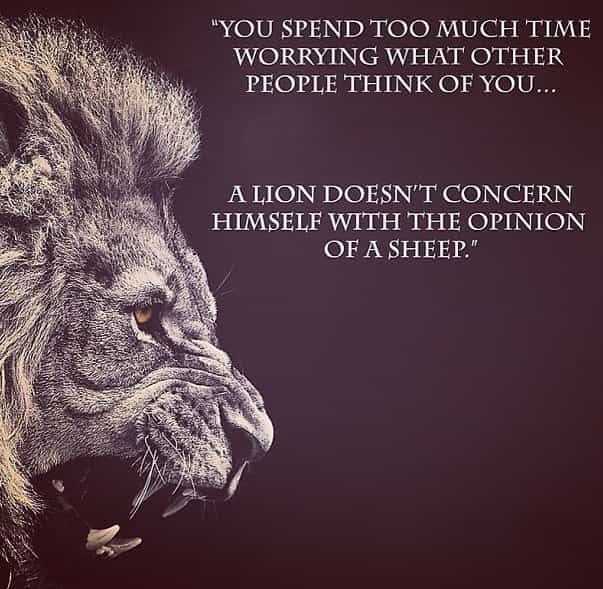 "YOU SPEND TOO MUCH TIME
WORRYING WHAT OTHER
PEOPLE THINK OF YOU...
A LION DOESN'T CONCERN
HIMSELF WITH THE OPINION
OF A SHEEP."